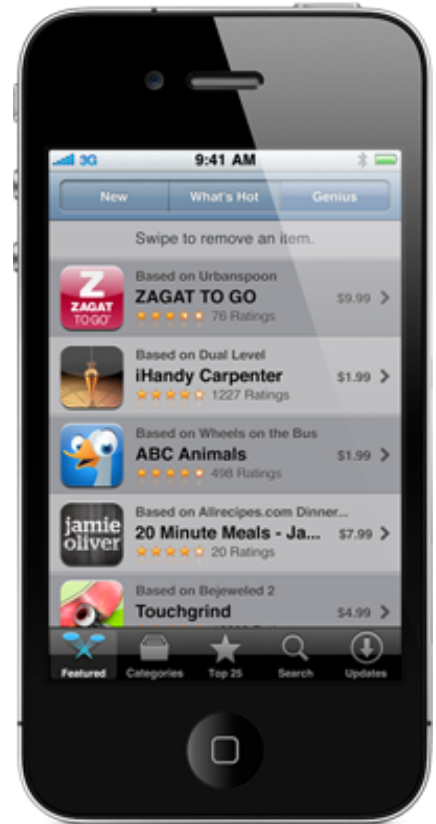 3G 9:41 AM
New What's Hot Genius
Swipe to remove an item.
Based on Urbanspoon
ZAGAT TO GO $9.99
76 Ratings
Z
ZAGAT
TO GO
Based on Dual Level
iHandy Carpenter $1.99
1227 Ratings
Based on Wheels on the Bus
ABC Animals $1.99
498 Ratings
Based on Allrecipes.com Dinner...
20 Minute Meals - Ja... $7.99
20 Ratings
jamie
oliver
Based on Bejeweled 2
Touchgrind $4.99
Featured Categories Top 25 Search Updates